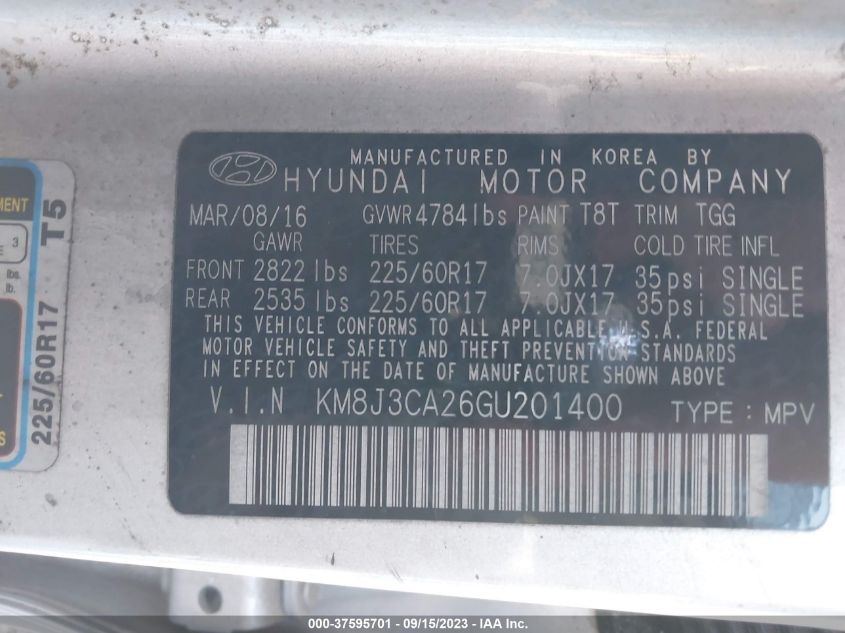 MANUFACTURED IN KOREA BY
HYUNDAI MOTOR COMPANY
MAR/08/16 GVWR 4784lbs PAINT T8T TRIM TGG
GAWR TIRES RIMS COLD TIRE INFL
FRONT 2822 lbs 225/60R17 7.0JX17 35psi SINGLE
REAR 2535 lbs 225/60R17 7.0JX17 35psi SINGLE
THIS VEHICLE CONFORMS TO ALL APPLICABLE U.S.A. FEDERAL
MOTOR VEHICLE SAFETY AND THEFT PREVENTION STANDARDS
IN EFFECT ON THE DATE OF MANUFACTURE SHOWN ABOVE
V.I.N KM8J3CA26GU201400 TYPE : MPV
MENT
E 3
lbs.
lb.
S
225/60R17 T5
000-37595701 - 09/15/2023 - IAA Inc.